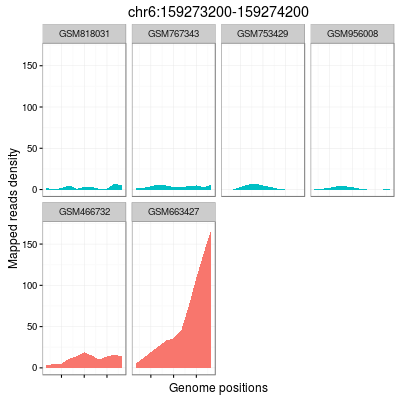 chr6:159273200-159274200
GSM818031 GSM767343 GSM753429 GSM956008
150
100
50
0
GSM466732 GSM663427
150
100
50
0
Mapped reads density
Genome positions